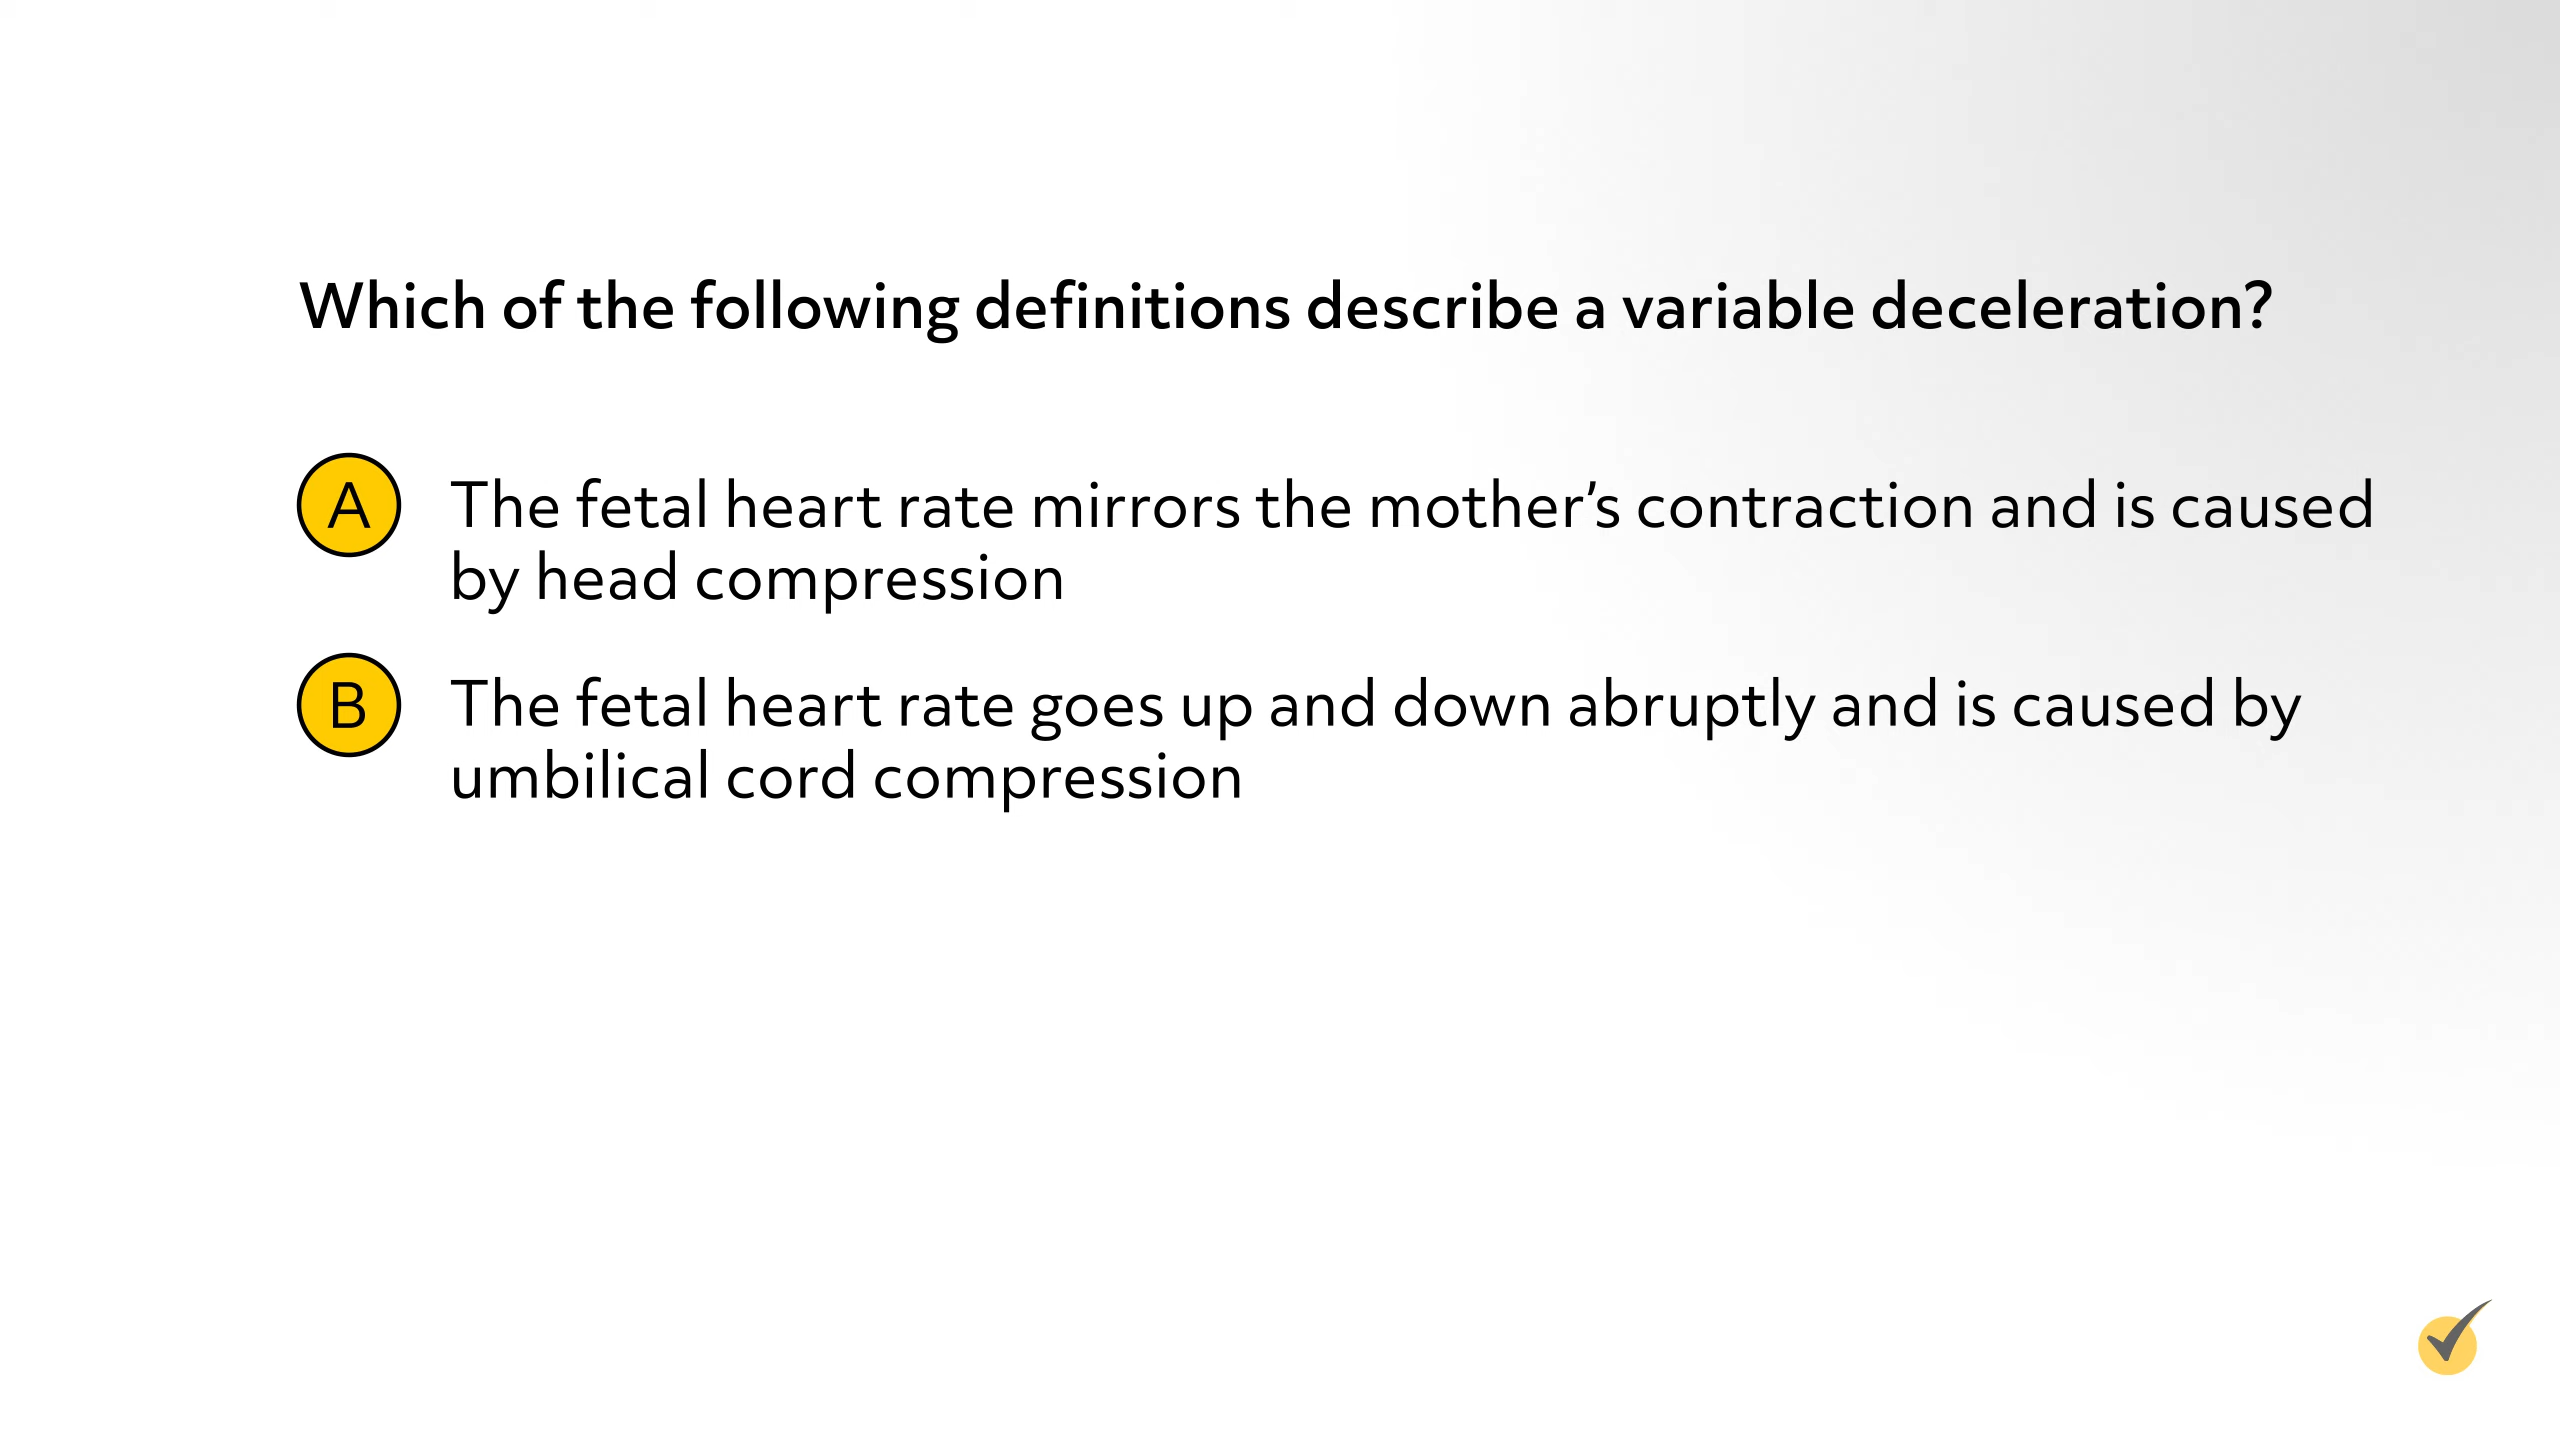 Which of the following definitions describe a variable deceleration?
A
The fetal heart rate mirrors the mother’s contraction and is caused
by head compression
B
The fetal heart rate goes up and down abruptly and is caused by
umbilical cord compression